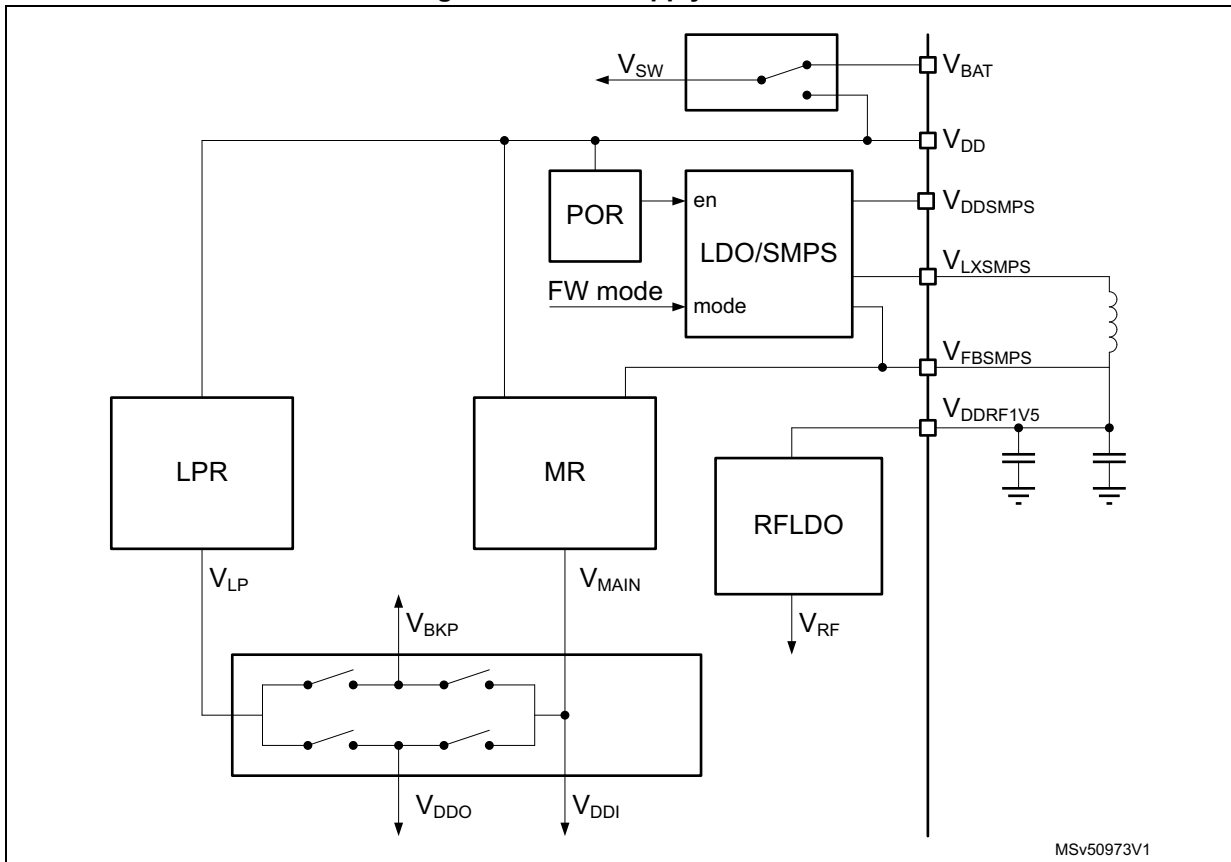 VSW
VBAT
VDD
POR
en
LDO/SMPS
mode
FW mode
VDDSMPS
VLXSMPS
VFBSMPS
VDDRF1V5
LPR
MR
RFLDO
VLP
VMAIN
VRF
VBKP
VDDO
VDDI
MSv50973V1